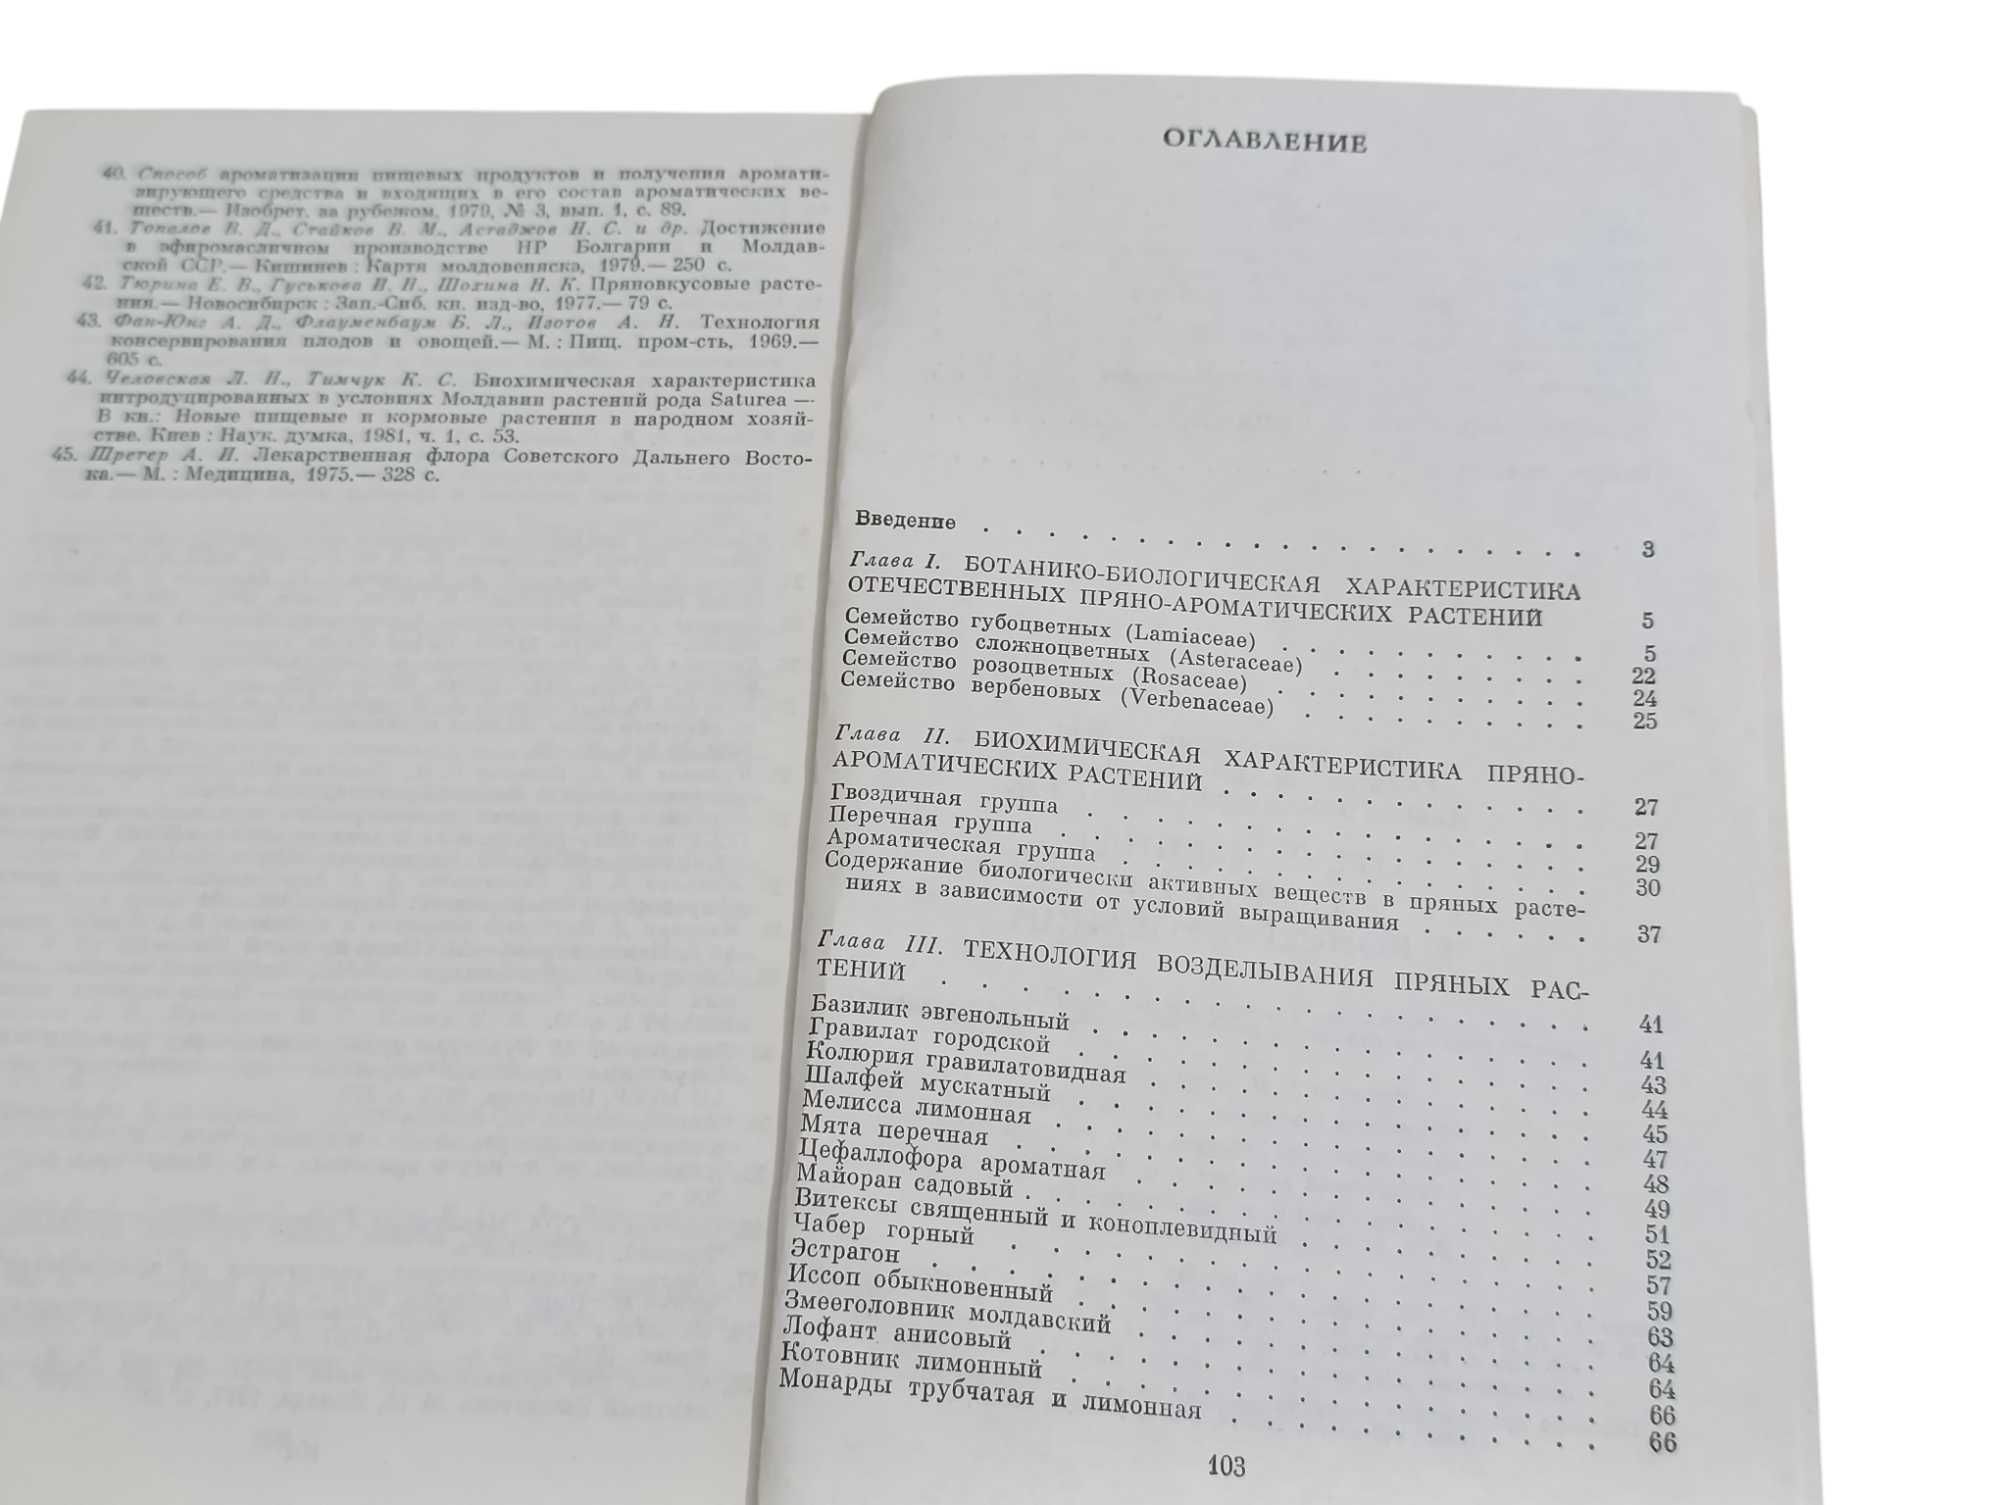 40. Способ ароматизации пищевых продуктов и получения аромати-
зирующего средства и входящих в его состав ароматических ве-
ществ.— Изобрет. за рубежом, 1979, № 3, вып. 1, с. 89.
41. Топалов В. Д., Стайков В. М., Астаджов Н. С. и др. Достижение
в эфиромасличном производстве НР Болгарии и Молдав-
ской ССР.— Кишинев : Картя молдовеняскэ, 1979.— 250 с.
42. Тюрина Е. В., Гуськова И. Н., Шохина Н. К. Пряновкусовые расте-
ния.— Новосибирск : Зап.-Сиб. кн. изд-во, 1977.— 79 с.
43. Фан-Юнг А. Д., Флауменбаум Б. Л., Изотов А. Н. Технология
консервирования плодов и овощей.— М. : Пищ. пром-сть, 1969.—
605 с.
44. Человская Л. Н., Тимчук К. С. Биохимическая характеристика
интродуцированных в условиях Молдавии растений рода Saturea —
В кн.: Новые пищевые и кормовые растения в народном хозяй-
стве. Киев : Наук. думка, 1981, ч. 1, с. 53.
45. Шретер А. И. Лекарственная флора Советского Дальнего Восто-
ка.— М. : Медицина, 1975.— 328 с.
ОГЛАВЛЕНИЕ
Введение . . . . . . . . . . . . . . . . . . . 3
Глава I. БОТАНИКО-БИОЛОГИЧЕСКАЯ ХАРАКТЕРИСТИКА
ОТЕЧЕСТВЕННЫХ ПРЯНО-АРОМАТИЧЕСКИХ РАСТЕНИЙ 5
Семейство губоцветных (Lamiaceae) . . . . . . . . . . 5
Семейство сложноцветных (Asteraceae) . . . . . . . . . 22
Семейство розоцветных (Rosaceae) . . . . . . . . . . 24
Семейство вербеновых (Verbenaceae) . . . . . . . . . 25
Глава II. БИОХИМИЧЕСКАЯ ХАРАКТЕРИСТИКА ПРЯНО-
АРОМАТИЧЕСКИХ РАСТЕНИЙ . . . . . . . . . . . . 27
Гвоздичная группа . . . . . . . . . . . . . . . . 27
Перечная группа . . . . . . . . . . . . . . . . . 29
Ароматическая группа . . . . . . . . . . . . . . . 30
Содержание биологически активных веществ в пряных расте-
ниях в зависимости от условий выращивания . . . . . . 37
Глава III. ТЕХНОЛОГИЯ ВОЗДЕЛЫВАНИЯ ПРЯНЫХ РАС-
ТЕНИЙ . . . . . . . . . . . . . . . . . . . 41
Базилик эвгенольный . . . . . . . . . . . . . . . 41
Гравилат городской . . . . . . . . . . . . . . . . 43
Колюрия гравилатовидная . . . . . . . . . . . . . . 44
Шалфей мускатный . . . . . . . . . . . . . . . . 45
Мелисса лимонная . . . . . . . . . . . . . . . . 47
Мята перечная . . . . . . . . . . . . . . . . . 48
Цефаллофора ароматная . . . . . . . . . . . . . . 49
Майоран садовый . . . . . . . . . . . . . . . . . 51
Витексы священный и коноплевидный . . . . . . . . . 52
Чабер горный . . . . . . . . . . . . . . . . . 57
Эстрагон . . . . . . . . . . . . . . . . . . . 59
Иссоп обыкновенный . . . . . . . . . . . . . . . 63
Змееголовник молдавский . . . . . . . . . . . . . . 64
Лофант анисовый . . . . . . . . . . . . . . . . 64
Котовник лимонный . . . . . . . . . . . . . . . . 66
Монарды трубчатая и лимонная . . . . . . . . . . . 66
103